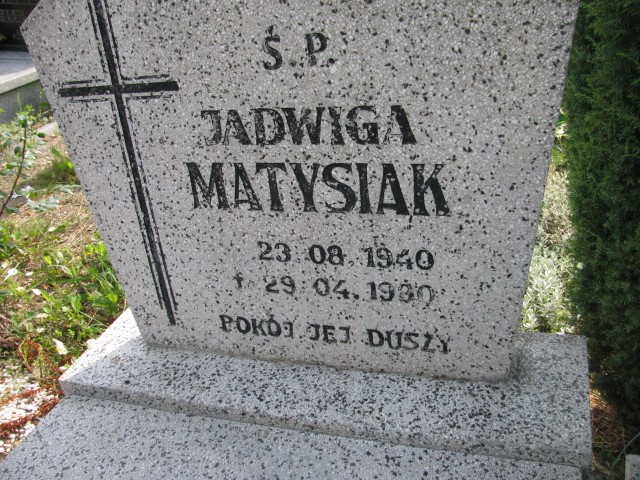 Ś.P.
JADWIGA
MATYSIAK
23 08.1940
† 29 04.1980
POKÓJ JEJ DUSZY